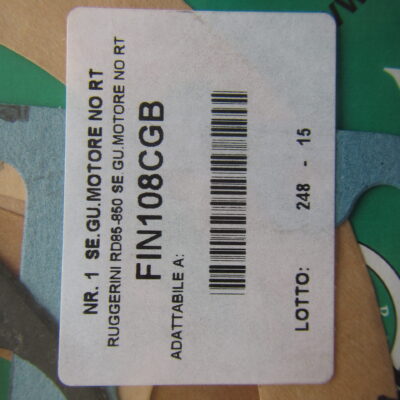 NR. 1 SE.GU.MOTORE NO RT
RUGGERINI RD85-850 SE.GU.MOTORE NO RT
FIN108CGB
ADATTABILE A:
LOTTO: 248 - 15